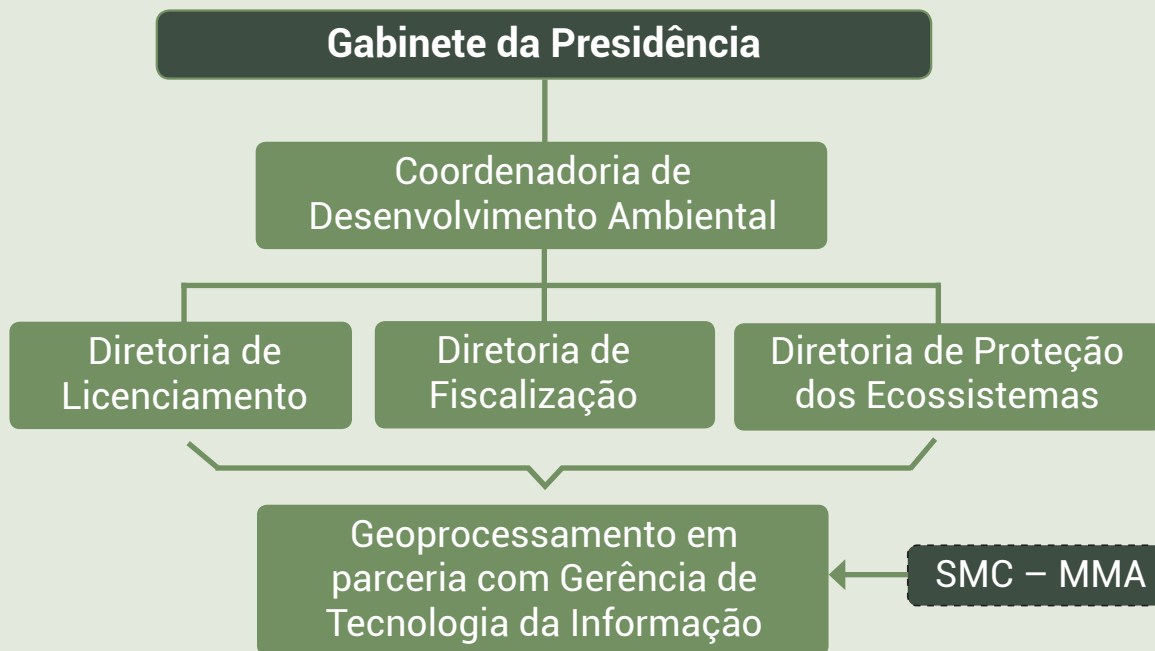 Gabinete da Presidência
Coordenadoria de
Desenvolvimento Ambiental
Diretoria de
Licenciamento
Diretoria de
Fiscalização
Diretoria de Proteção
dos Ecossistemas
Geoprocessamento em
parceria com Gerência de
Tecnologia da Informação
SMC – MMA